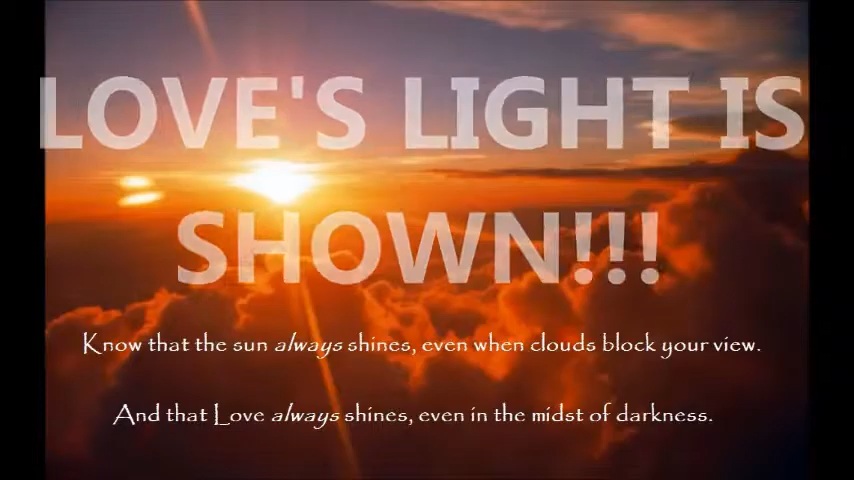 LOVE'S LIGHT IS
SHOWN!!!
Know that the sun always shines, even when clouds block your view.
And that Love always shines, even in the midst of darkness.